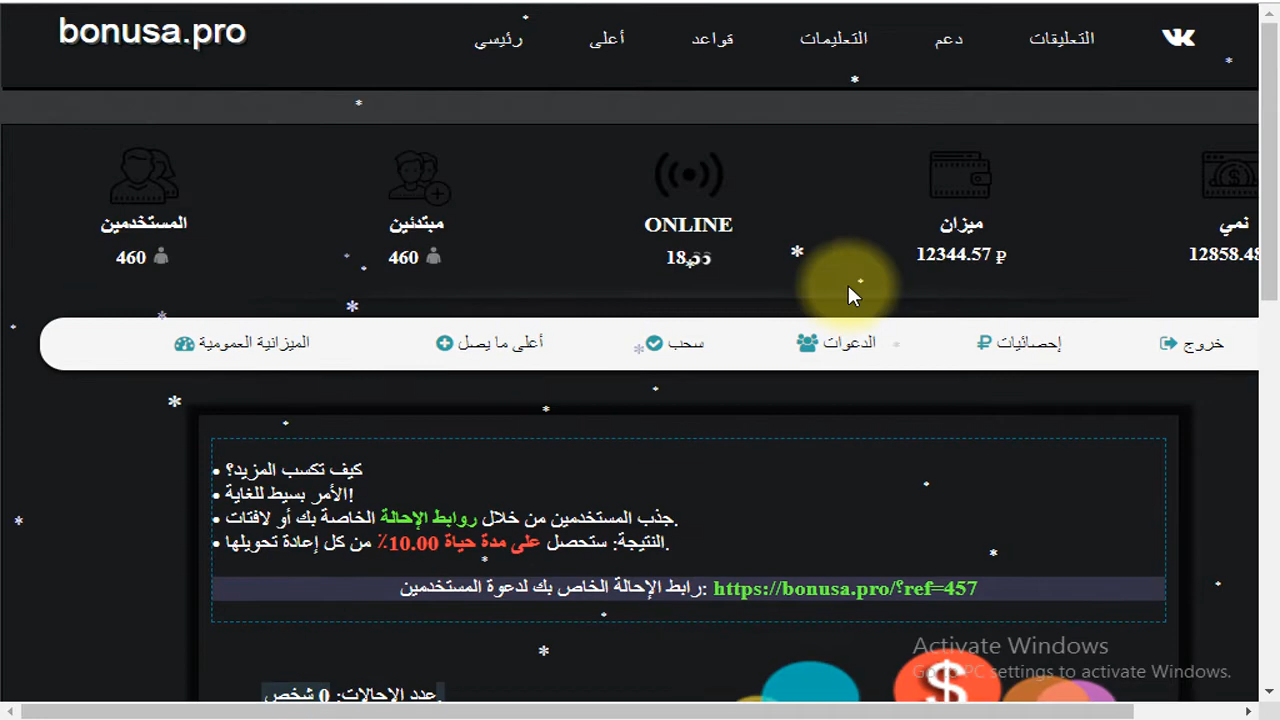 bonusa.pro
رئيسى
أعلى
قواعد
التعليمات
دعم
التعليقات
المستخدمين
460
مبتدئين
460
ONLINE
ميزان
12344.57 ₽
نمي
12858.48
الميزانية العمومية
أعلى ما يصل
سحب
الدعوات
إحصائيات
خروج
• كيف تكسب المزيد؟
• الأمر بسيط للغاية!
• جذب المستخدمين من خلال روابط الإحالة الخاصة بك أو لافتات.
• النتيجة: ستحصل على مدة حياة 10.00٪ من كل إعادة تحويلها.
رابط الإحالة الخاص بك لدعوة المستخدمين: https://bonusa.pro/؟ref=457
عدد الإحالات: 0 شخص.
Activate Windows
Go to PC settings to activate Windows.